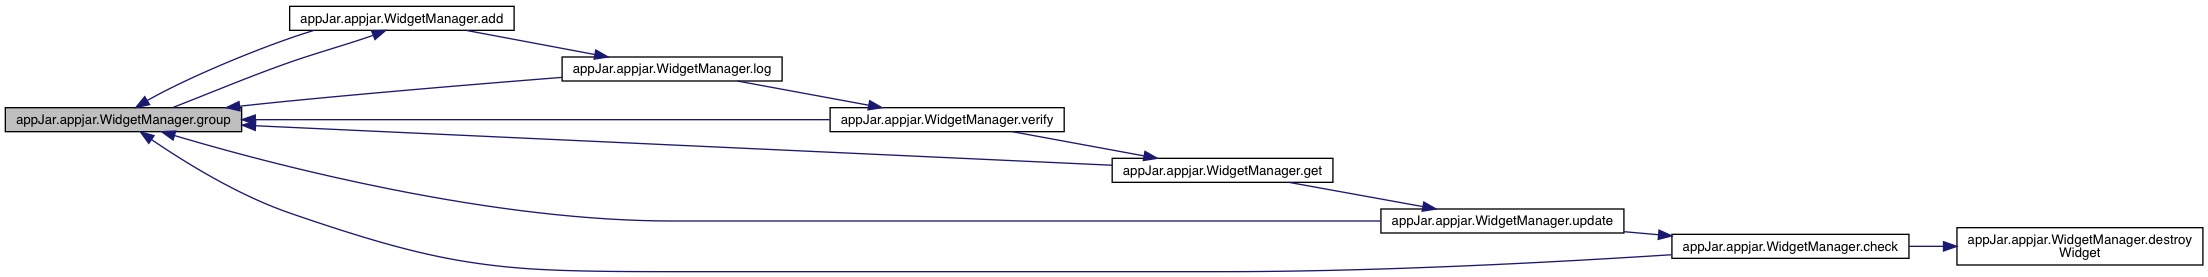 appJar.appjar.WidgetManager.add
appJar.appjar.WidgetManager.log
appJar.appjar.WidgetManager.group
appJar.appjar.WidgetManager.verify
appJar.appjar.WidgetManager.get
appJar.appjar.WidgetManager.update
appJar.appjar.WidgetManager.check
appJar.appjar.WidgetManager.destroy
Widget